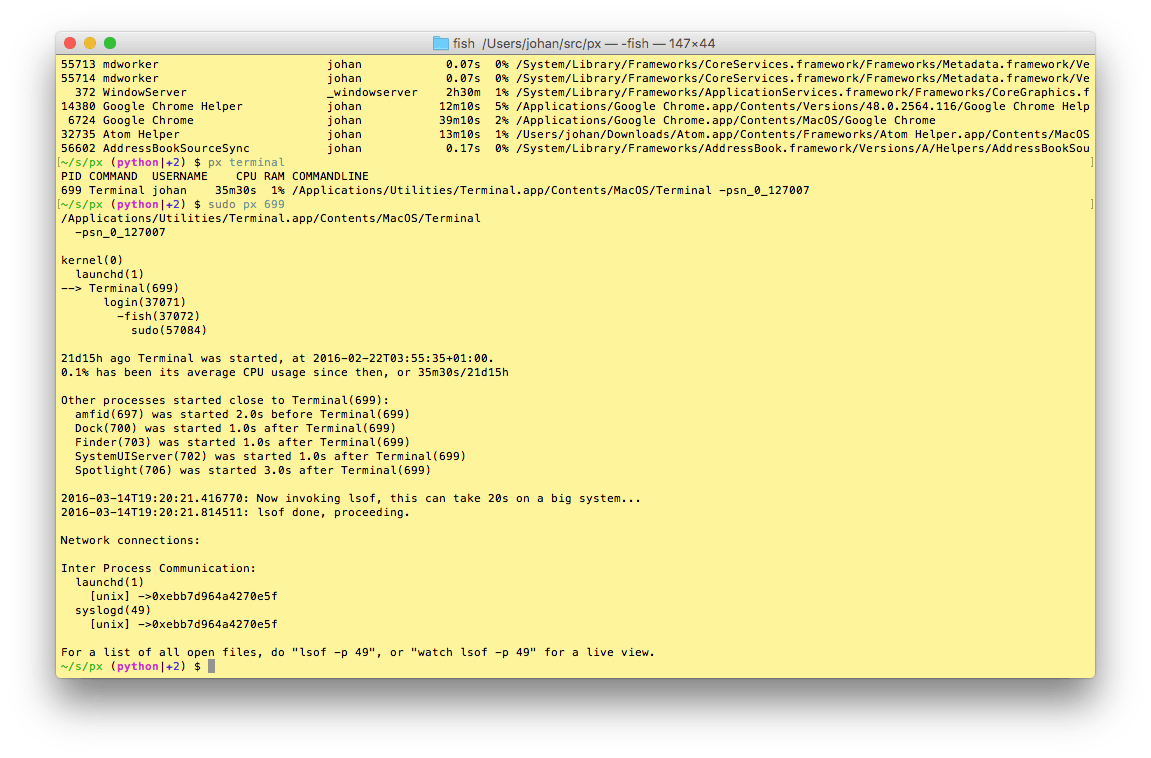 fish /Users/johan/src/px — -fish — 147×44
55713 mdworker                        johan                0.07s  0% /System/Library/Frameworks/CoreServices.framework/Frameworks/Metadata.framework/Ve
55714 mdworker                        johan                0.07s  0% /System/Library/Frameworks/CoreServices.framework/Frameworks/Metadata.framework/Ve
  372 WindowServer                    _windowserver        2h30m  1% /System/Library/Frameworks/ApplicationServices.framework/Frameworks/CoreGraphics.f
14380 Google Chrome Helper            johan               12m10s  5% /Applications/Google Chrome.app/Contents/Versions/48.0.2564.116/Google Chrome Help
 6724 Google Chrome                   johan               39m10s  2% /Applications/Google Chrome.app/Contents/MacOS/Google Chrome
32735 Atom Helper                     johan               13m10s  1% /Users/johan/Downloads/Atom.app/Contents/Frameworks/Atom Helper.app/Contents/MacOS
56602 AddressBookSourceSync           johan                0.17s  0% /System/Library/Frameworks/AddressBook.framework/Versions/A/Helpers/AddressBookSou
[~/s/px (python|+2) $ px terminal ]
PID COMMAND  USERNAME    CPU RAM COMMANDLINE
699 Terminal johan    35m30s  1% /Applications/Utilities/Terminal.app/Contents/MacOS/Terminal -psn_0_127007
[~/s/px (python|+2) $ sudo px 699 ]
/Applications/Utilities/Terminal.app/Contents/MacOS/Terminal
  -psn_0_127007
kernel(0)
  launchd(1)
--> Terminal(699)
      login(37071)
        -fish(37072)
          sudo(57084)
21d15h ago Terminal was started, at 2016-02-22T03:55:35+01:00.
0.1% has been its average CPU usage since then, or 35m30s/21d15h
Other processes started close to Terminal(699):
  amfid(697) was started 2.0s before Terminal(699)
  Dock(700) was started 1.0s after Terminal(699)
  Finder(703) was started 1.0s after Terminal(699)
  SystemUIServer(702) was started 1.0s after Terminal(699)
  Spotlight(706) was started 3.0s after Terminal(699)
2016-03-14T19:20:21.416770: Now invoking lsof, this can take 20s on a big system...
2016-03-14T19:20:21.814511: lsof done, proceeding.
Network connections:
Inter Process Communication:
  launchd(1)
    [unix] ->0xebb7d964a4270e5f
  syslogd(49)
    [unix] ->0xebb7d964a4270e5f
For a list of all open files, do "lsof -p 49", or "watch lsof -p 49" for a live view.
~/s/px (python|+2) $